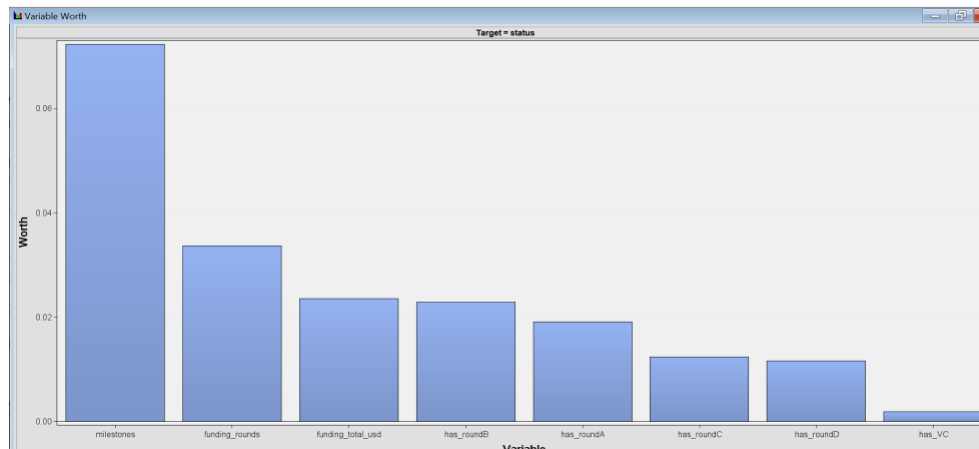 Variable Worth
Target = status
Worth
0.06
0.04
0.02
0.00
milestones funding_rounds funding_total_usd has_roundB has_roundA has_roundC has_roundD has_VC
Variable